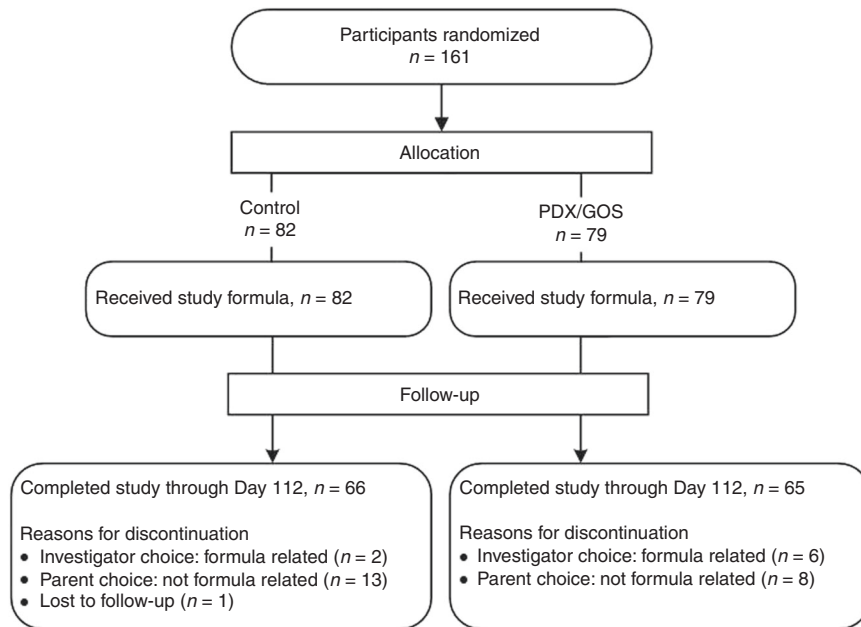 Participants randomized
n = 161
Allocation
Control
n = 82
PDX/GOS
n = 79
Received study formula, n = 82
Received study formula, n = 79
Follow-up
Completed study through Day 112, n = 66
Reasons for discontinuation
• Investigator choice: formula related (n = 2)
• Parent choice: not formula related (n = 13)
• Lost to follow-up (n = 1)
Completed study through Day 112, n = 65
Reasons for discontinuation
• Investigator choice: formula related (n = 6)
• Parent choice: not formula related (n = 8)